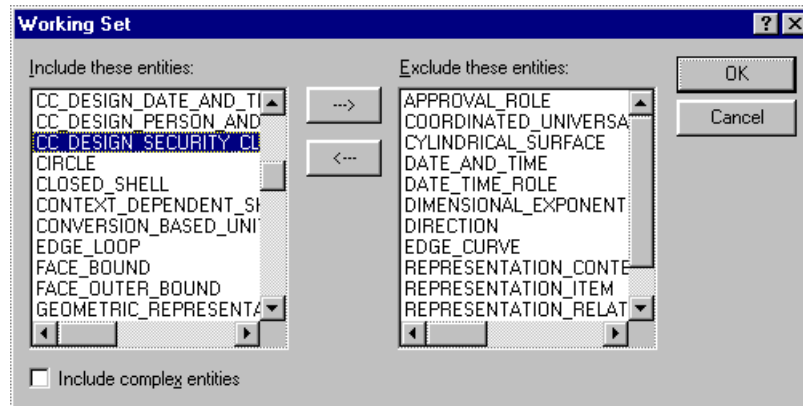 Working Set
Include these entities:
CC_DESIGN_DATE_AND_TI
CC_DESIGN_PERSON_AND
CC_DESIGN_SECURITY_CL
CIRCLE
CLOSED_SHELL
CONTEXT_DEPENDENT_SH
CONVERSION_BASED_UNI
EDGE_LOOP
FACE_BOUND
FACE_OUTER_BOUND
GEOMETRIC_REPRESENTA
Include complex entities
--->
<---
Exclude these entities:
APPROVAL_ROLE
COORDINATED_UNIVERSA
CYLINDRICAL_SURFACE
DATE_AND_TIME
DATE_TIME_ROLE
DIMENSIONAL_EXPONENT
DIRECTION
EDGE_CURVE
REPRESENTATION_CONTE
REPRESENTATION_ITEM
REPRESENTATION_RELAT
OK
Cancel